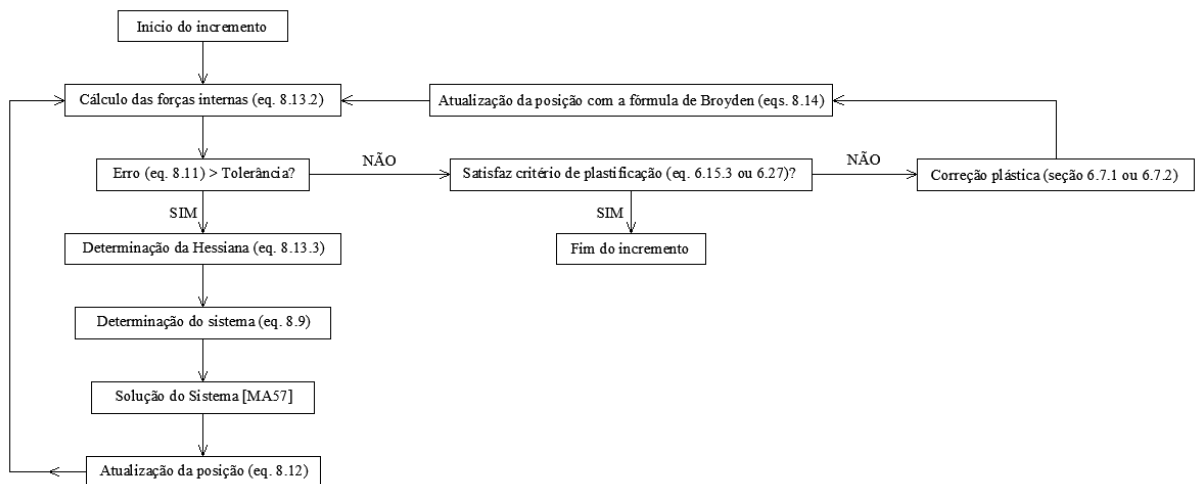 Inicio do incremento
Cálculo das forças internas (eq. 8.13.2)
Atualização da posição com a fórmula de Broyden (eqs. 8.14)
Erro (eq. 8.11) > Tolerância?
NÃO
Satisfaz critério de plastificação (eq. 6.15.3 ou 6.27)?
NÃO
Correção plástica (seção 6.7.1 ou 6.7.2)
SIM
SIM
Determinação da Hessiana (eq. 8.13.3)
Fim do incremento
Determinação do sistema (eq. 8.9)
Solução do Sistema [MA57]
Atualização da posição (eq. 8.12)